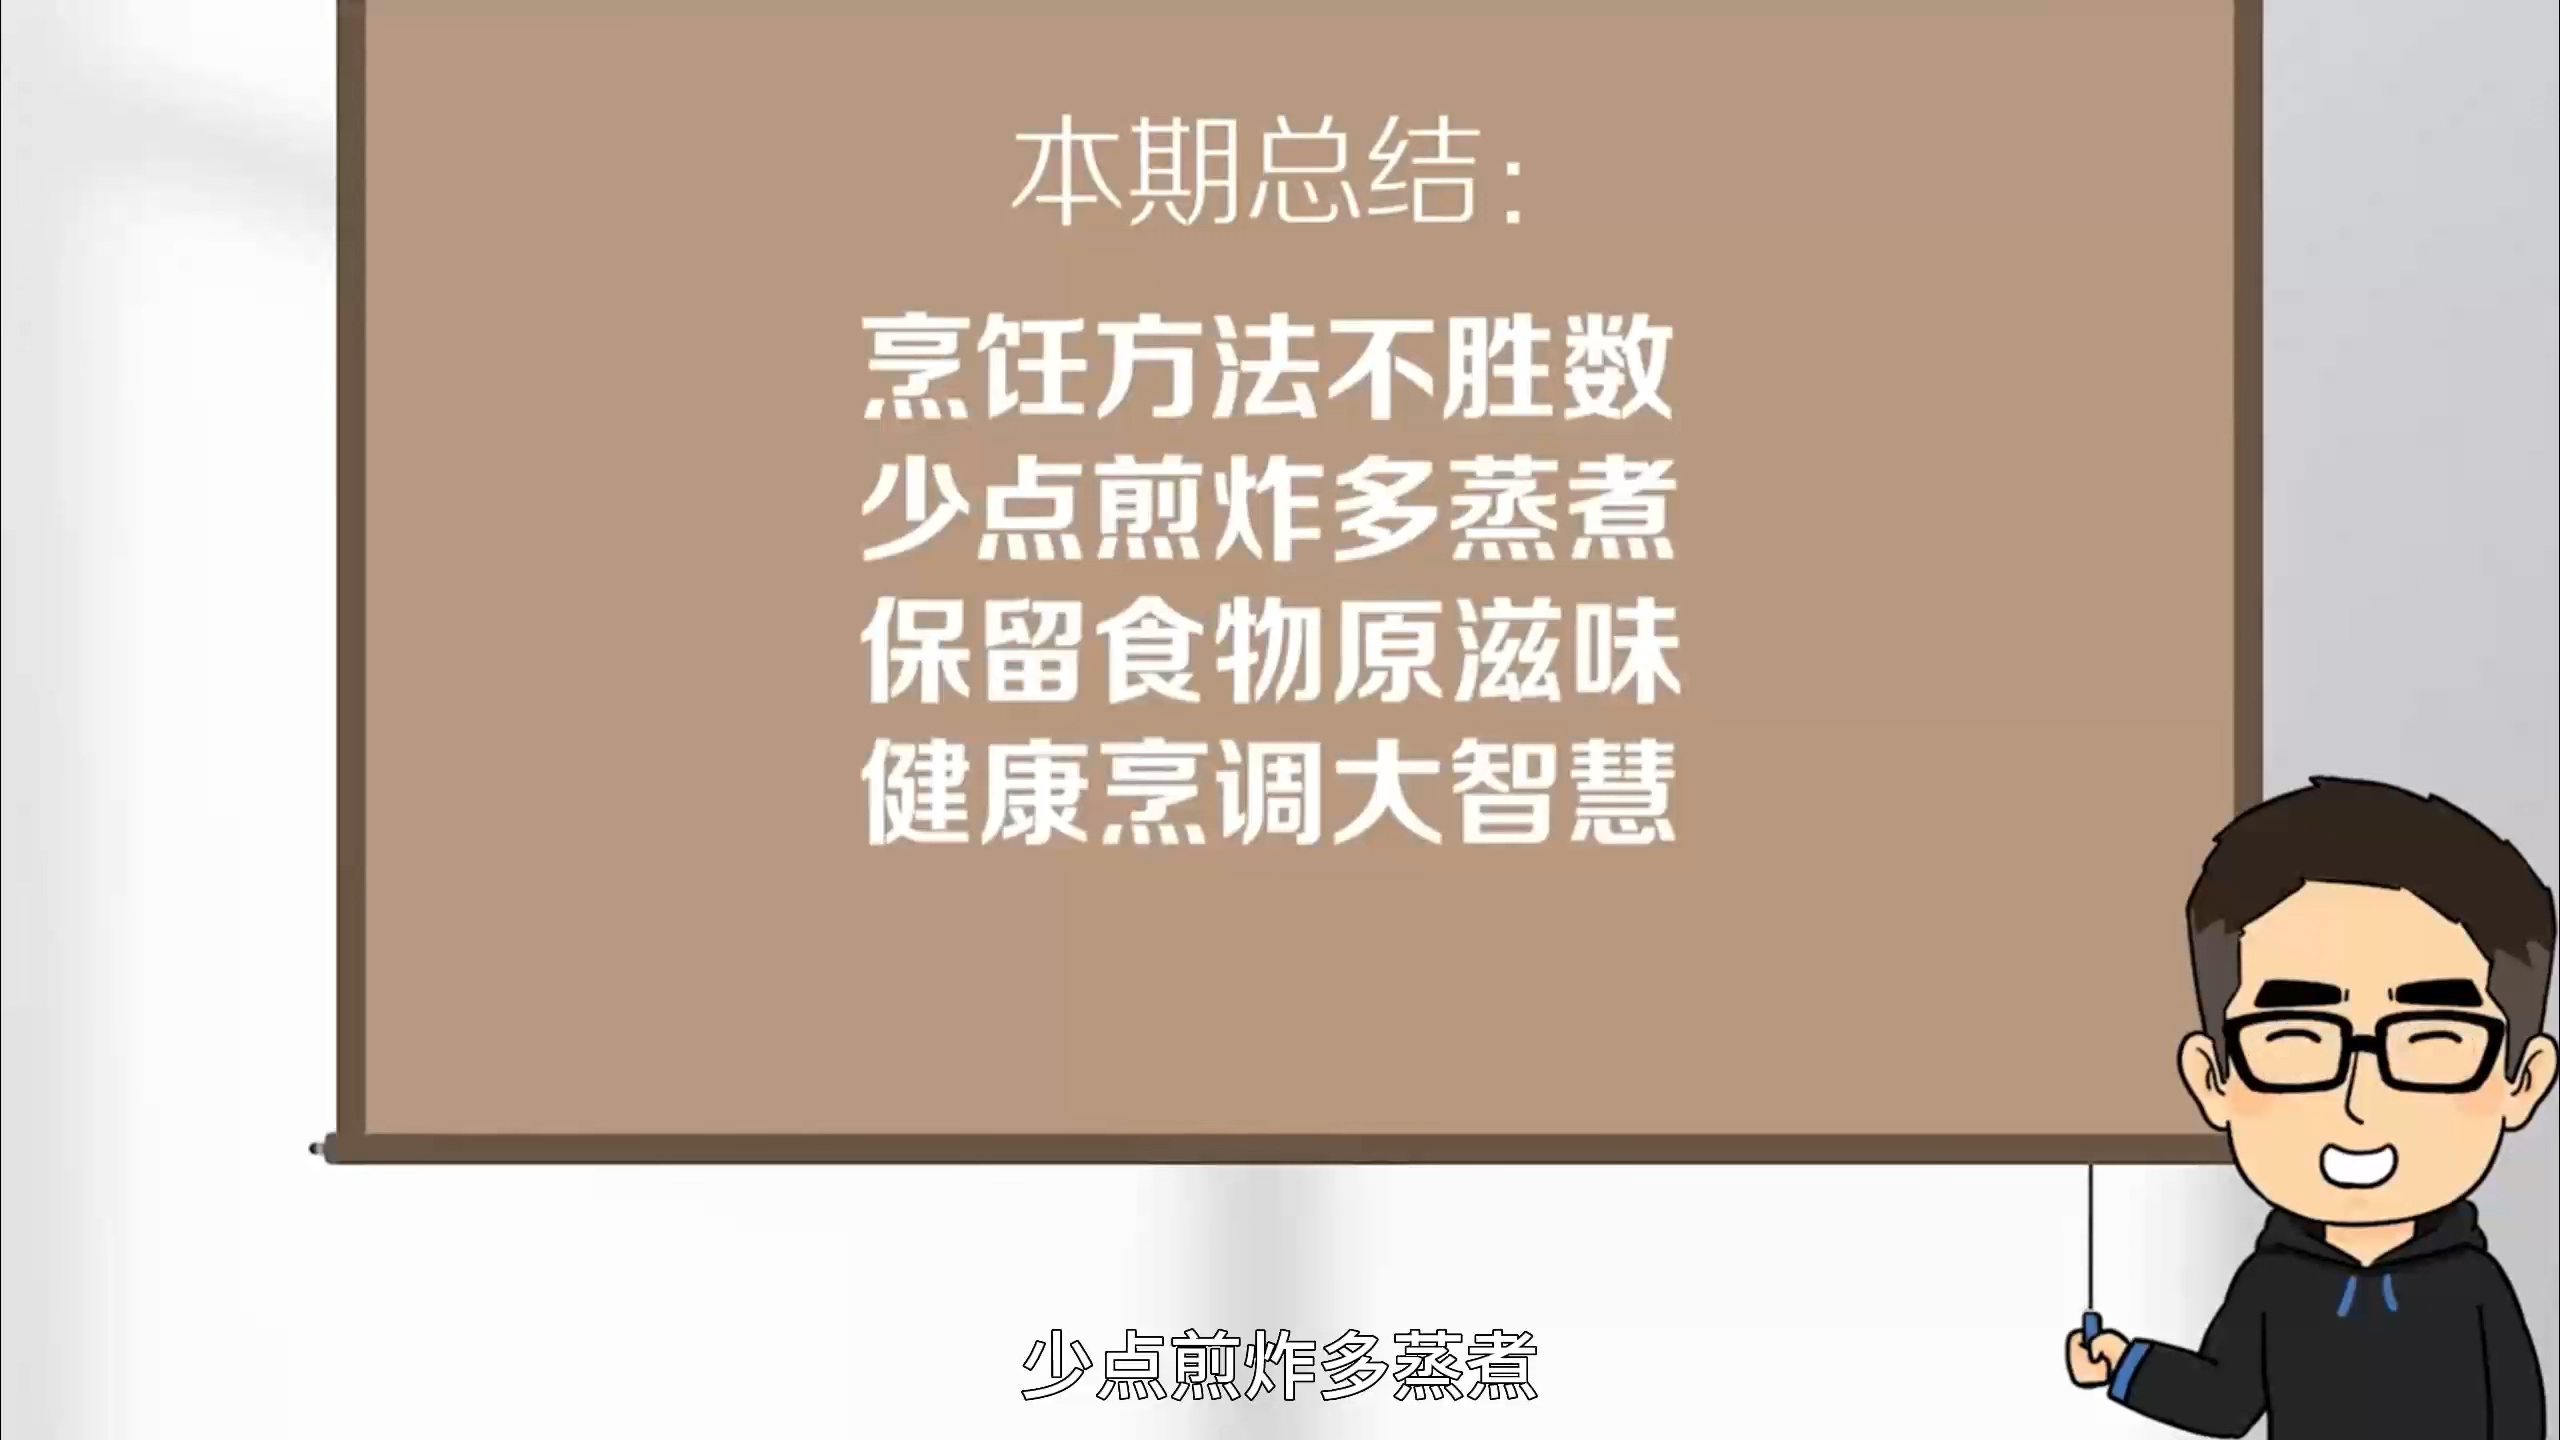 本期总结：
烹饪方法不胜数
少点煎炸多蒸煮
保留食物原滋味
健康烹调大智慧
少点煎炸多蒸煮